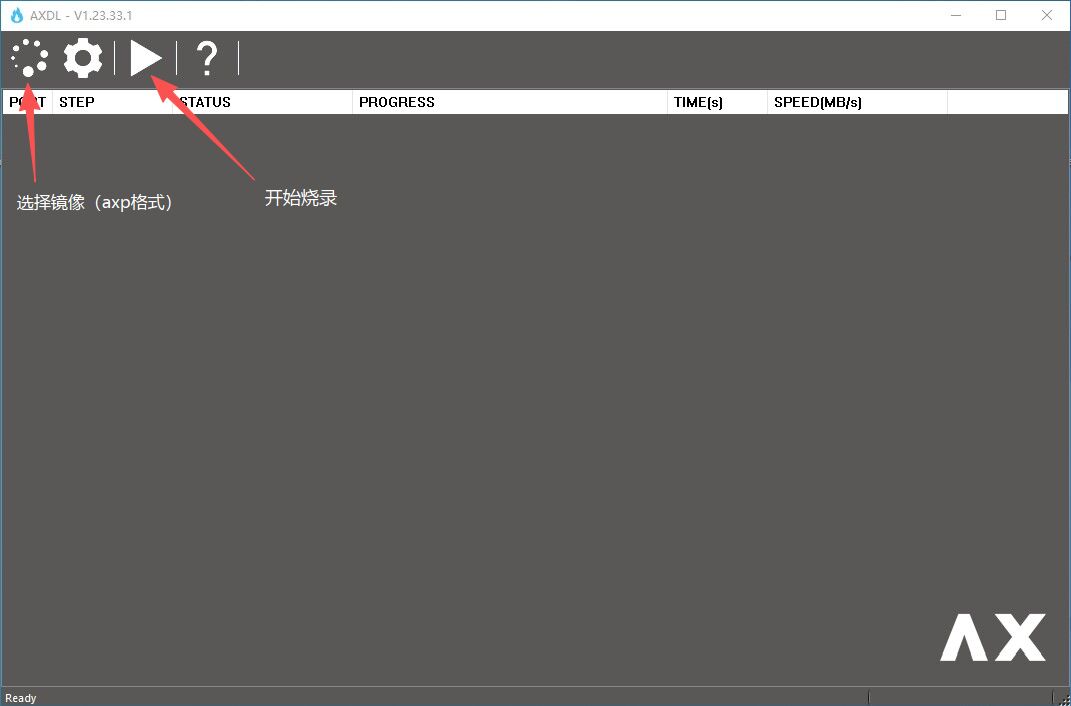 AXDL - V1.23.33.1
?
PORT STEP STATUS PROGRESS TIME(s) SPEED(MB/s)
选择镜像（axp格式） 开始烧录
AX
Ready